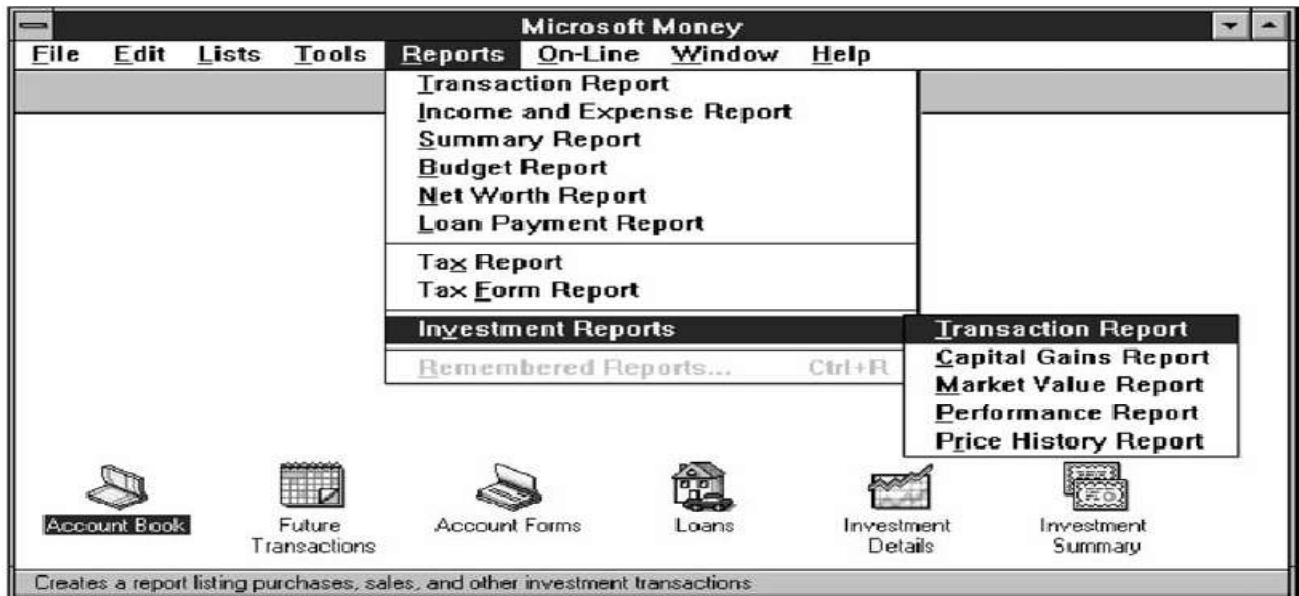 Microsoft Money
File Edit Lists Tools Reports On-Line Window Help
Transaction Report
Income and Expense Report
Summary Report
Budget Report
Net Worth Report
Loan Payment Report
Tax Report
Tax Form Report
Investment Reports
Remembered Reports... Ctrl+R
Transaction Report
Capital Gains Report
Market Value Report
Performance Report
Price History Report
Account Book
Future
Transactions
Account Forms
Loans
Investment
Details
Investment
Summary
Creates a report listing purchases, sales, and other investment transactions